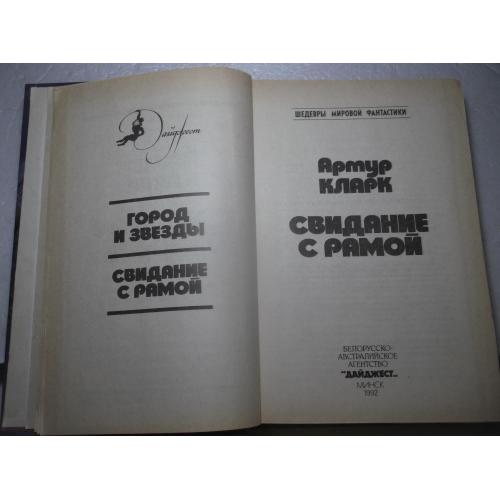 Дайджест
ГОРОД
И ЗВЕЗДЫ
СВИДАНИЕ
С РАМОЙ
ШЕДЕВРЫ МИРОВОЙ ФАНТАСТИКИ
Артур
КЛАРК
СВИДАНИЕ
С РАМОЙ
БЕЛОРУССКО-
АВСТРАЛИЙСКОЕ
АГЕНТСТВО
"ДАЙДЖЕСТ"
МИНСК
1992